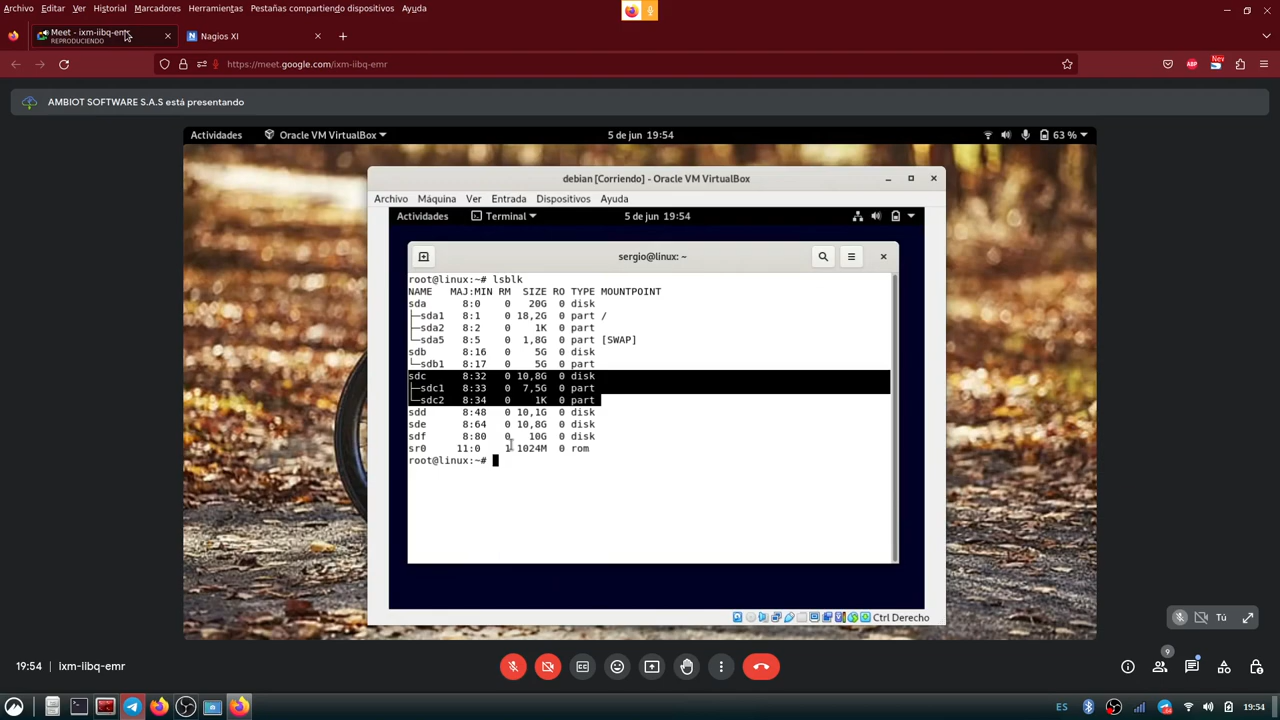 Archivo Editar Ver Historial Marcadores Herramientas Pestañas compartiendo dispositivos Ayuda
Meet - ixm-iibq-emr
REPRODUCIENDO
Nagios XI
https://meet.google.com/ixm-iibq-emr
New
AMBIOT SOFTWARE S.A.S está presentando
Actividades Oracle VM VirtualBox 5 de jun 19:54 63 %
debian [Corriendo] - Oracle VM VirtualBox
Archivo Máquina Ver Entrada Dispositivos Ayuda
Actividades Terminal 5 de jun 19:54
sergio@linux: ~
root@linux:~# lsblk
NAME MAJ:MIN RM SIZE RO TYPE MOUNTPOINT
sda 8:0 0 20G 0 disk
├─sda1 8:1 0 18,2G 0 part /
├─sda2 8:2 0 1K 0 part
└─sda5 8:5 0 1,8G 0 part [SWAP]
sdb 8:16 0 5G 0 disk
└─sdb1 8:17 0 5G 0 part
sdc 8:32 0 10,8G 0 disk
├─sdc1 8:33 0 7,5G 0 part
└─sdc2 8:34 0 1K 0 part
sdd 8:48 0 10,1G 0 disk
sde 8:64 0 10,8G 0 disk
sdf 8:80 0 10G 0 disk
sr0 11:0 1 1024M 0 rom
root@linux:~#
Ctrl Derecho
Tú
19:54 ixm-iibq-emr
9
ES 19:54